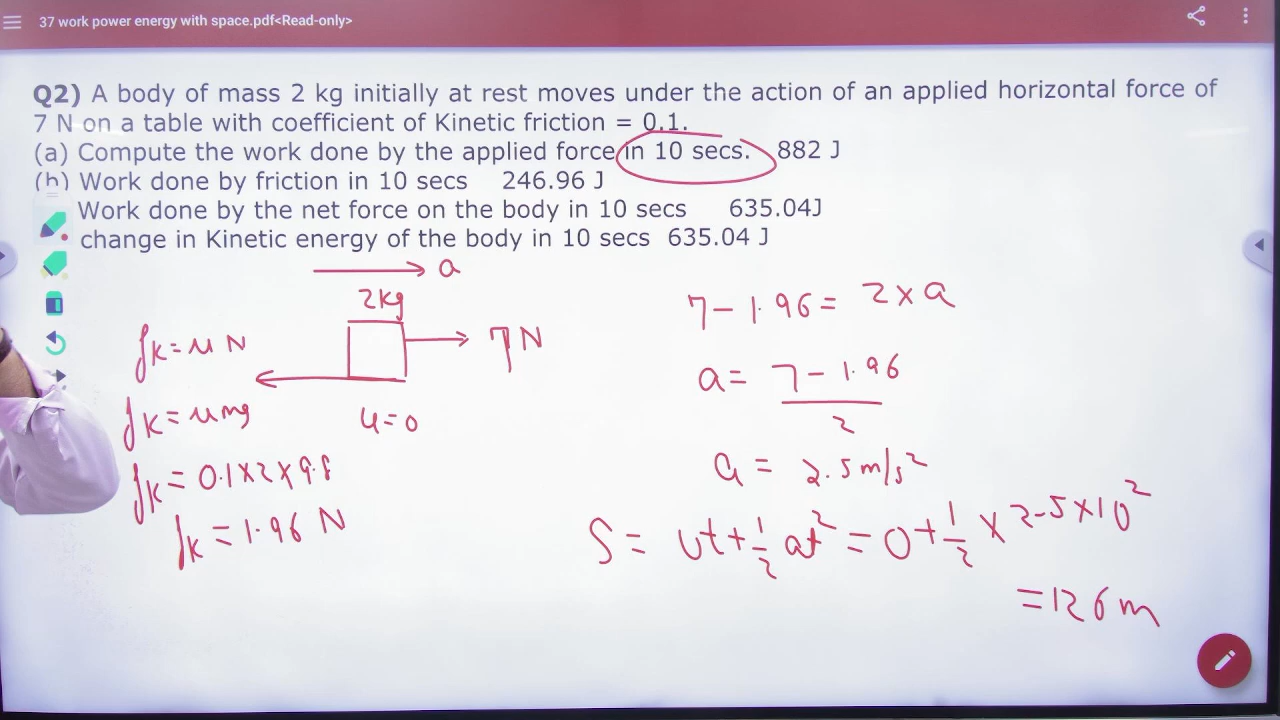 37 work power energy with space.pdf<Read-only>
Q2) A body of mass 2 kg initially at rest moves under the action of an applied horizontal force of
7 N on a table with coefficient of Kinetic friction = 0.1.
(a) Compute the work done by the applied force in 10 secs. 882 J
(b) Work done by friction in 10 secs 246.96 J
Work done by the net force on the body in 10 secs 635.04J
change in Kinetic energy of the body in 10 secs 635.04 J
a
2kg
7N
u=0
fK=μN
fK=μmg
fK=0.1×2×9.8
fK=1.96 N
7-1.96= 2×a
a= 7-1.96
2
a = 2.5m/s²
S= ut+1/2 at²=0+1/2×2.5×10²
=126m